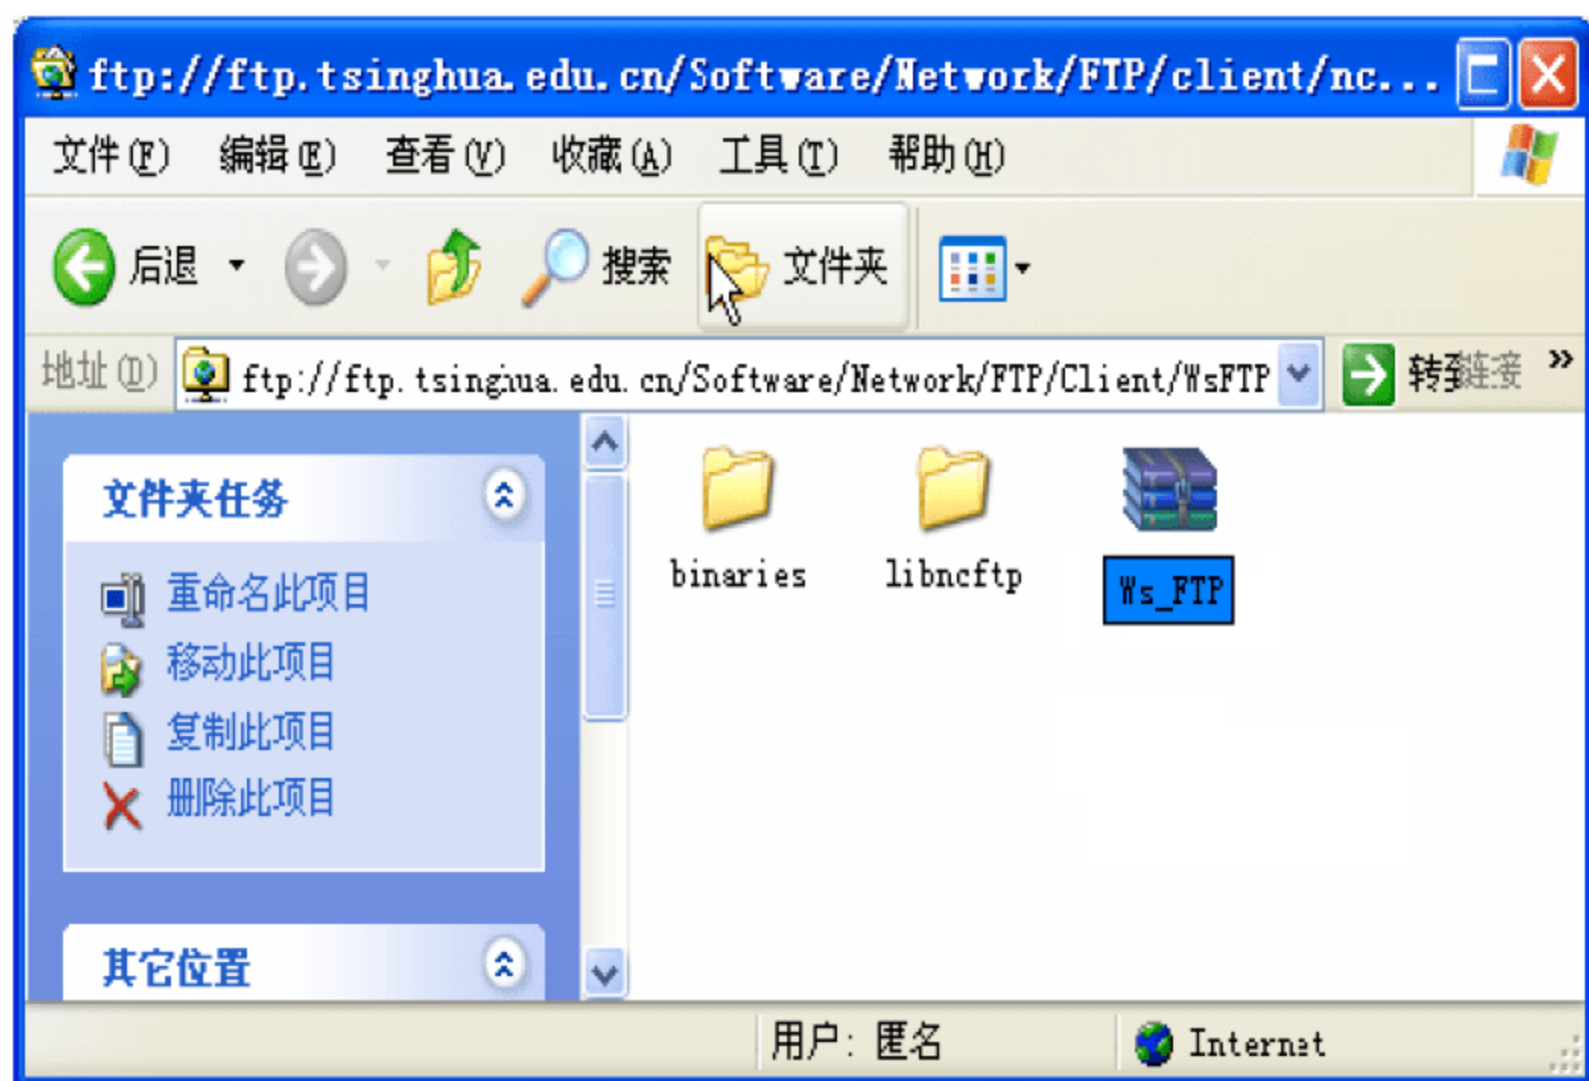 ftp://ftp.tsinghua.edu.cn/Software/Network/FTP/client/nc...
文件(F) 编辑(E) 查看(V) 收藏(A) 工具(T) 帮助(H)
后退 搜索 文件夹
地址(D) ftp://ftp.tsinghua.edu.cn/Software/Network/FTP/Client/WsFTP 转到 链接 »
文件夹任务
重命名此项目
移动此项目
复制此项目
删除此项目
其它位置
binaries libncftp Ws_FTP
用户: 匿名 Internet